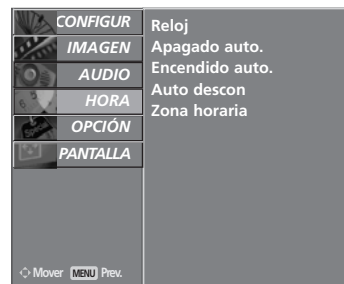 CONFIGUR
IMAGEN
AUDIO
HORA
OPCIÓN
PANTALLA
Mover MENU Prev.
Reloj
Apagado auto.
Encendido auto.
Auto descon
Zona horaria